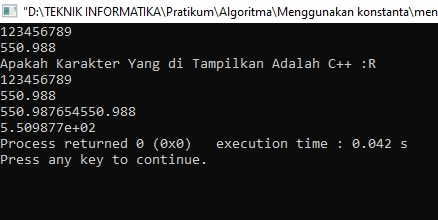 "D:\TEKNIK INFORMATIKA\Pratikum\Algoritma\Menggunakan konstanta\men
123456789
550.988
Apakah Karakter Yang di Tampilkan Adalah C++ :R
123456789
550.988
550.987654550.988
5.509877e+02
Process returned 0 (0x0)   execution time : 0.042 s
Press any key to continue.